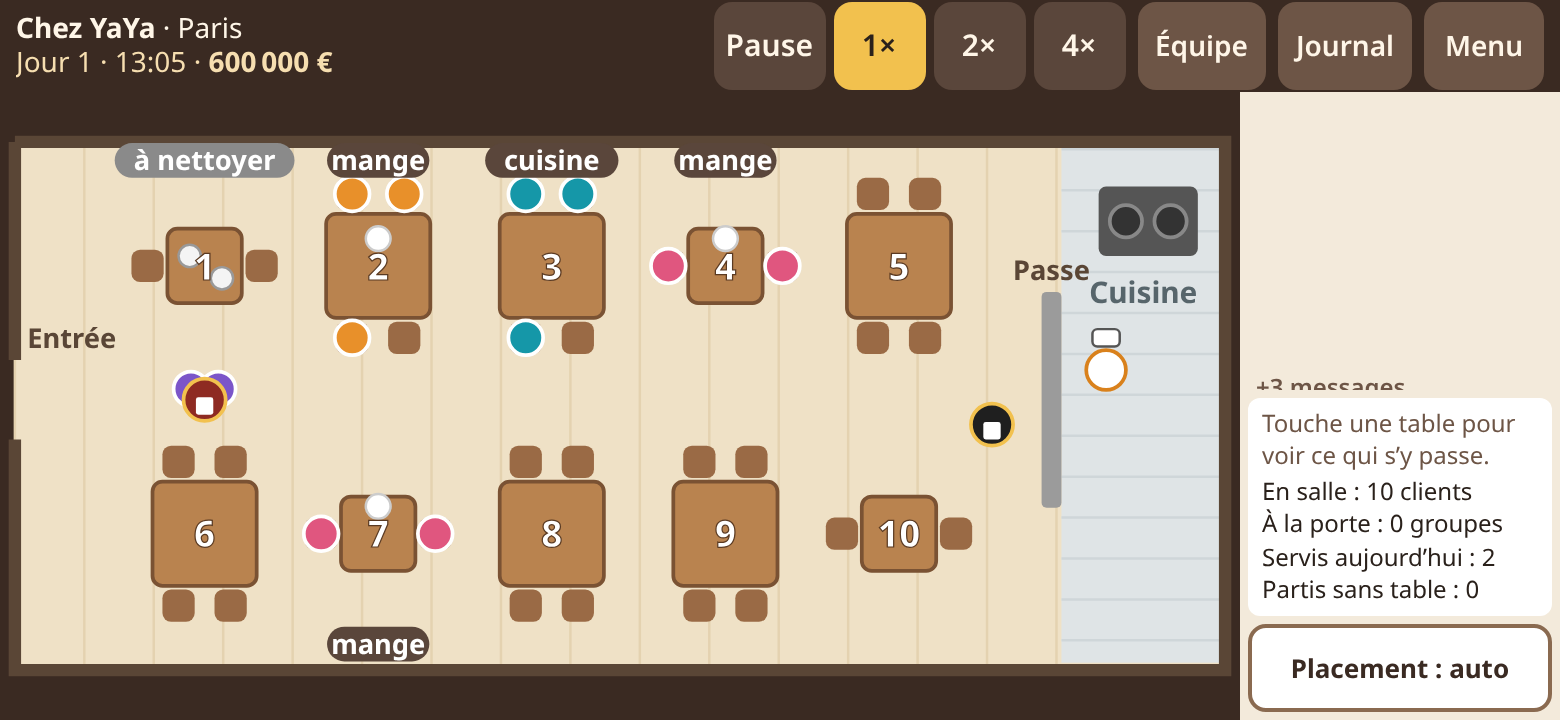 Chez YaYa · Paris
Jour 1 · 13:05 · 600 000 €
Pause
1×
2×
4×
Équipe
Journal
Menu
à nettoyer
mange
cuisine
mange
1
2
3
4
5
Passe
Cuisine
Entrée
6
7
8
9
10
mange
+3 messages
Touche une table pour
voir ce qui s’y passe.
En salle : 10 clients
À la porte : 0 groupes
Servis aujourd’hui : 2
Partis sans table : 0
Placement : auto